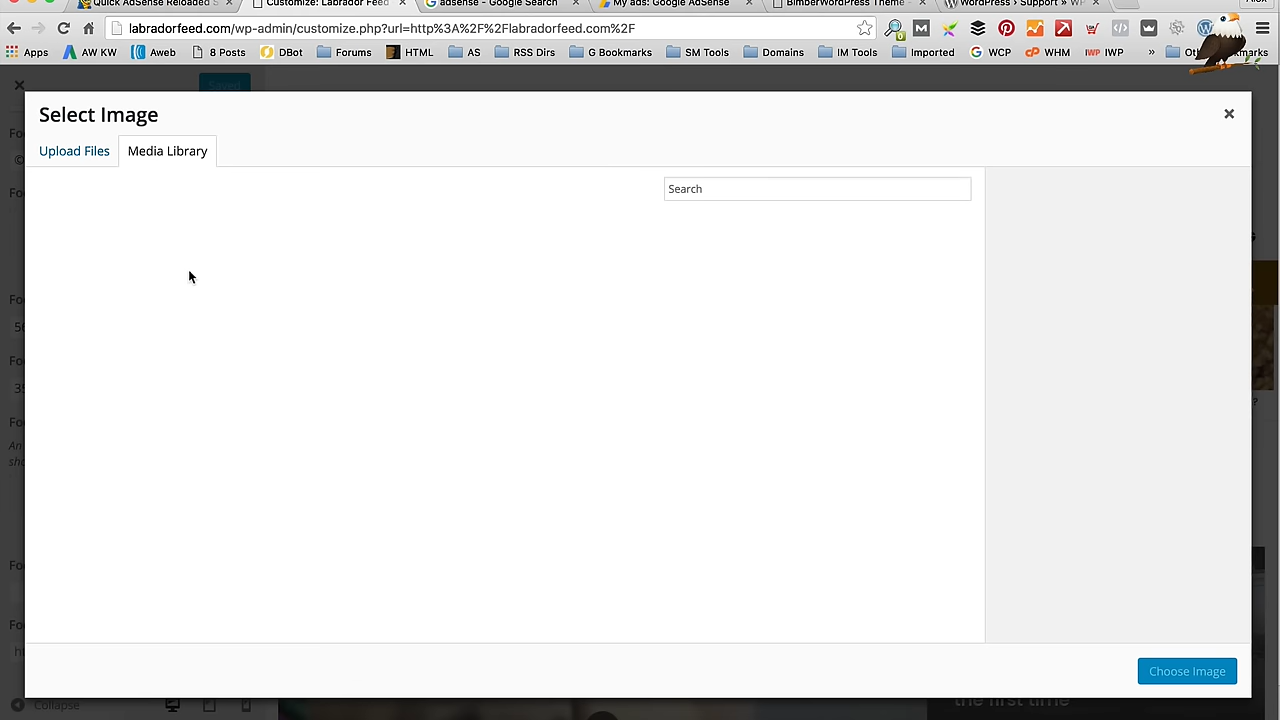 Quick AdSense Reloaded S
Customize: Labrador Feed
adsense - Google Search
My ads: Google AdSense
BimberWordPress Theme -
WordPress › Support » WP
labradorfeed.com/wp-admin/customize.php?url=http%3A%2F%2Flabradorfeed.com%2F
Apps AW KW Aweb 8 Posts DBot Forums HTML AS RSS Dirs G Bookmarks SM Tools Domains IM Tools Imported WCP WHM IWP »
Saved
Select Image
Upload Files Media Library
Search
Choose Image
Collapse
the first time